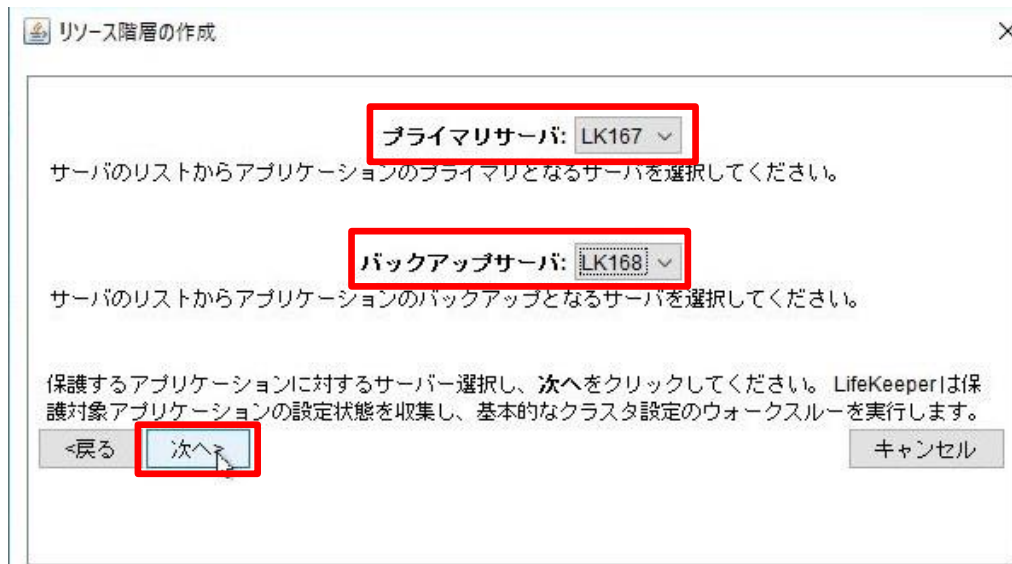 リソース階層の作成
プライマリサーバ: LK167
サーバのリストからアプリケーションのプライマリとなるサーバを選択してください。
バックアップサーバ: LK168
サーバのリストからアプリケーションのバックアップとなるサーバを選択してください。
保護するアプリケーションに対するサーバー選択し、次へをクリックしてください。 LifeKeeperは保
護対象アプリケーションの設定状態を収集し、基本的なクラスタ設定のウォークスルーを実行します。
<戻る 次へ> キャンセル